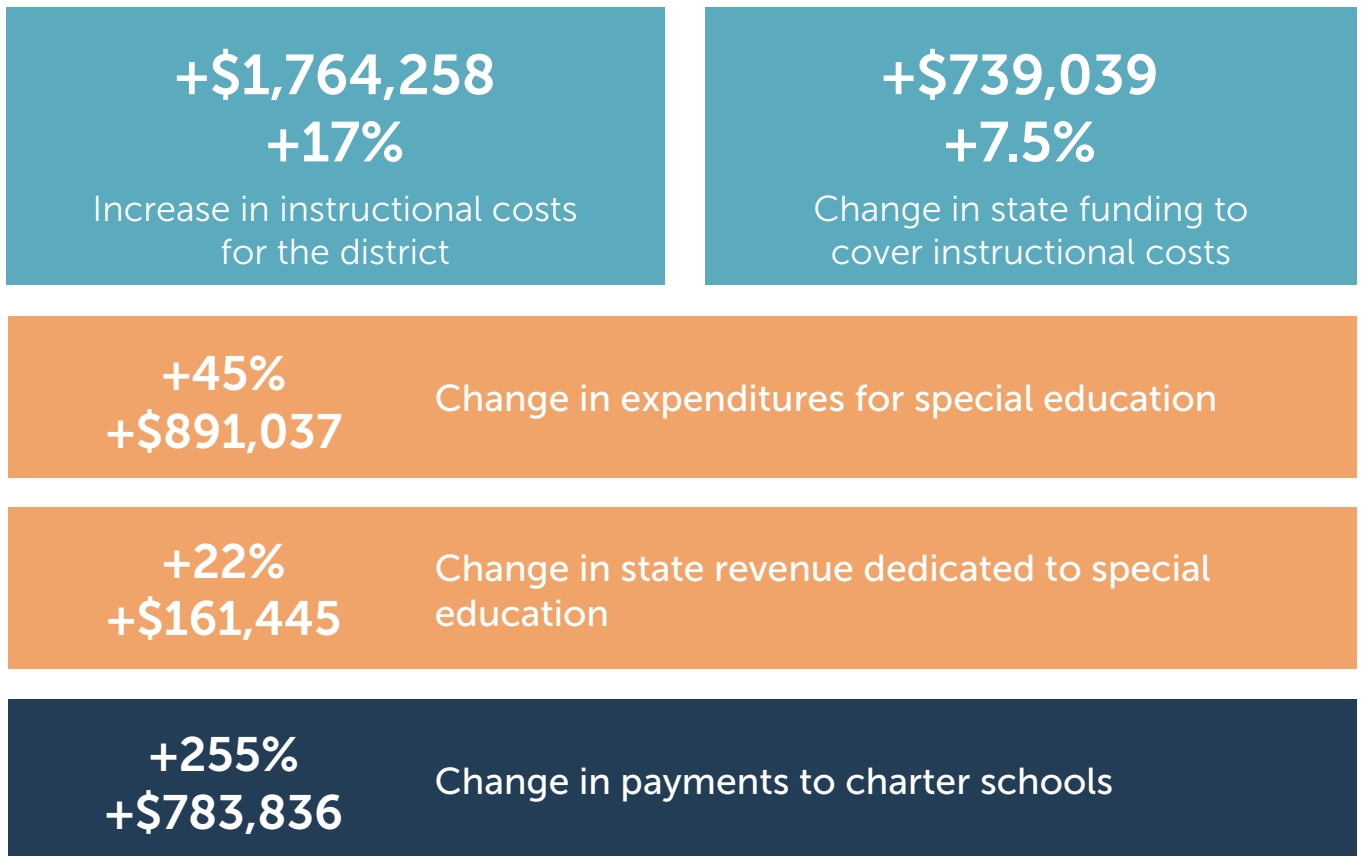 +$1,764,258
+17%
Increase in instructional costs
for the district
+$739,039
+7.5%
Change in state funding to
cover instructional costs
+45%
+$891,037
Change in expenditures for special education
+22%
+$161,445
Change in state revenue dedicated to special
education
+255%
+$783,836
Change in payments to charter schools